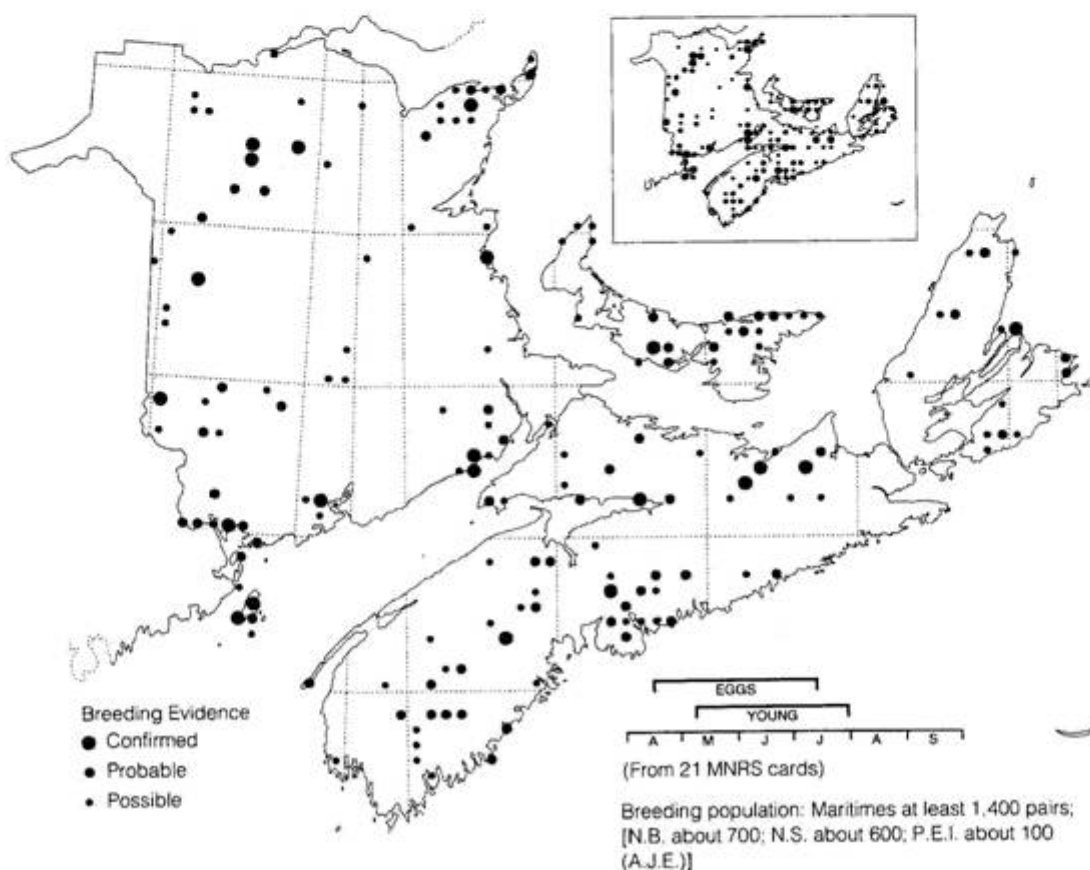 Breeding Evidence
Confirmed
Probable
Possible
EGGS
YOUNG
A M J J A S
(From 21 MNRS cards)
Breeding population: Maritimes at least 1,400 pairs;
[N.B. about 700; N.S. about 600; P.E.I. about 100
(A.J.E.)]